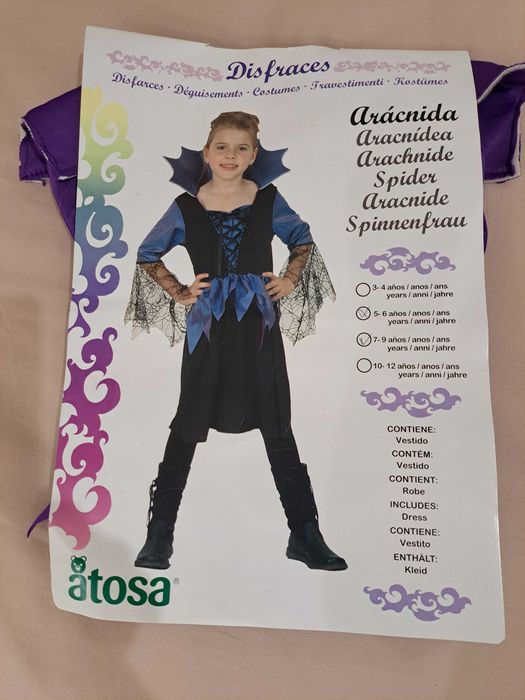 Disfraces
Disfarces · Déguisements · Costumes · Travestimenti · Kostümes
Arácnida
Aracnídea
Arachnide
Spider
Aracnide
Spinnenfrau
3- 4 años / anos / ans
years / anni / jahre
5- 6 años / anos / ans
years / anni / jahre
7- 9 años / anos / ans
years / anni / jahre
10- 12 años / anos / ans
years / anni / jahre
CONTIENE:
Vestido
CONTÉM:
Vestido
CONTIENT:
Robe
INCLUDES:
Dress
CONTIENE:
Vestito
ENTHÄLT:
Kleid
atosa®